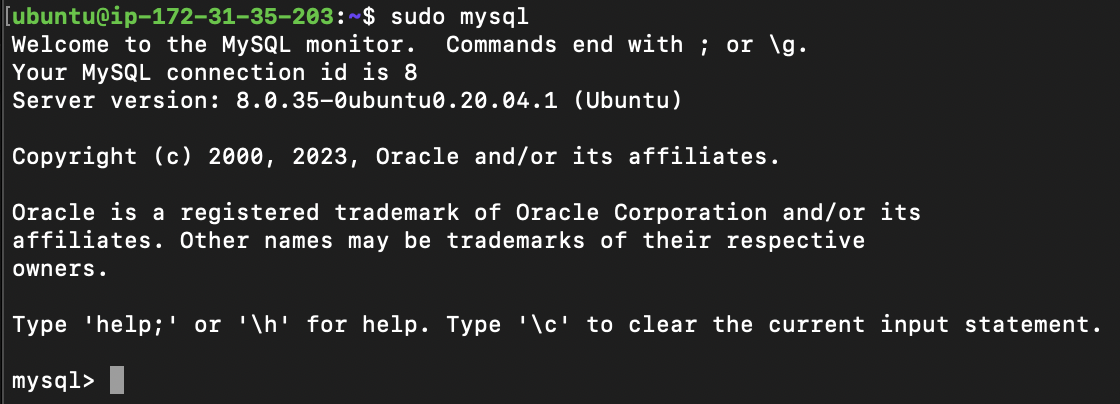 [ubuntu@ip-172-31-35-203:~$ sudo mysql
Welcome to the MySQL monitor.  Commands end with ; or \g.
Your MySQL connection id is 8
Server version: 8.0.35-0ubuntu0.20.04.1 (Ubuntu)

Copyright (c) 2000, 2023, Oracle and/or its affiliates.

Oracle is a registered trademark of Oracle Corporation and/or its
affiliates. Other names may be trademarks of their respective
owners.

Type 'help;' or '\h' for help. Type '\c' to clear the current input statement.

mysql>